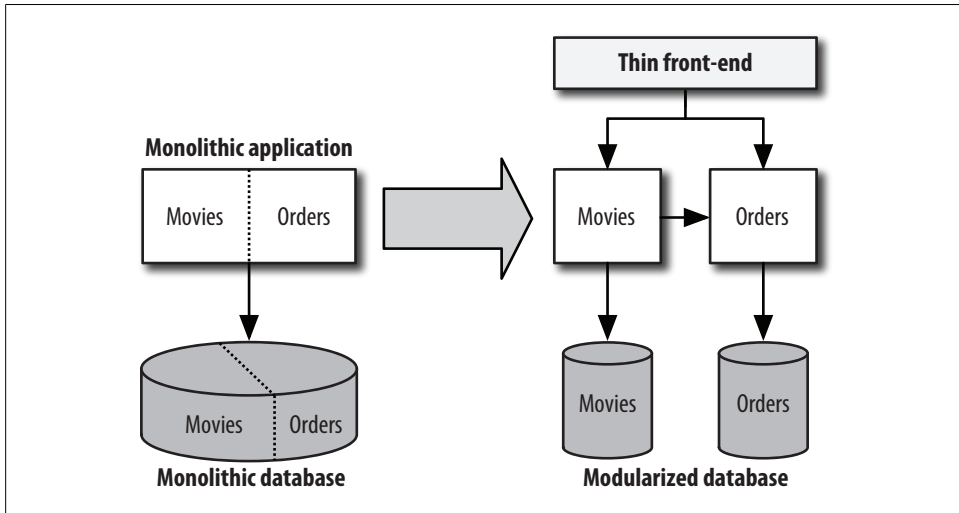 Thin front-end
Monolithic application
Movies
Orders
Movies
Orders
Movies
Orders
Movies
Orders
Monolithic database
Modularized database